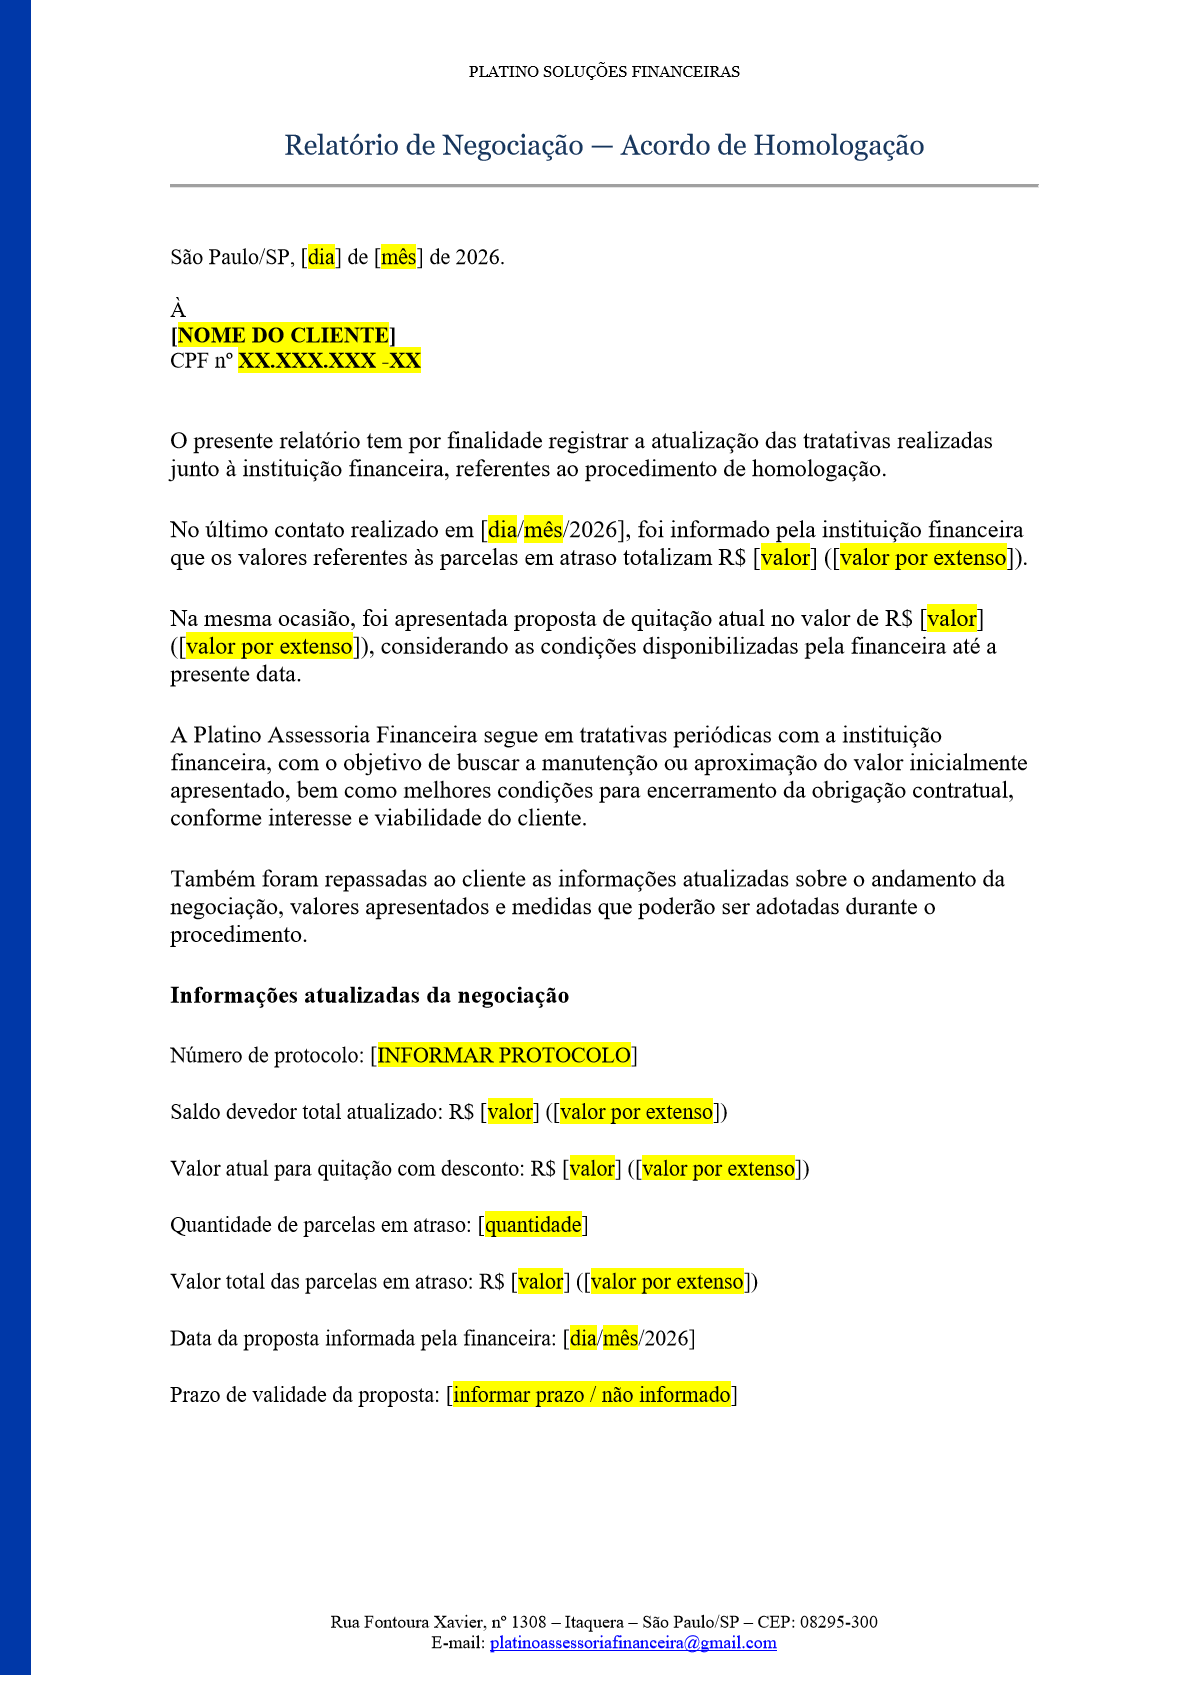 PLATINO SOLUÇÕES FINANCEIRAS
Relatório de Negociação — Acordo de Homologação
São Paulo/SP, [dia] de [mês] de 2026.
À
[NOME DO CLIENTE]
CPF nº XX.XXX.XXX -XX
O presente relatório tem por finalidade registrar a atualização das tratativas realizadas
junto à instituição financeira, referentes ao procedimento de homologação.
No último contato realizado em [dia/mês/2026], foi informado pela instituição financeira
que os valores referentes às parcelas em atraso totalizam R$ [valor] ([valor por extenso]).
Na mesma ocasião, foi apresentada proposta de quitação atual no valor de R$ [valor]
([valor por extenso]), considerando as condições disponibilizadas pela financeira até a
presente data.
A Platino Assessoria Financeira segue em tratativas periódicas com a instituição
financeira, com o objetivo de buscar a manutenção ou aproximação do valor inicialmente
apresentado, bem como melhores condições para encerramento da obrigação contratual,
conforme interesse e viabilidade do cliente.
Também foram repassadas ao cliente as informações atualizadas sobre o andamento da
negociação, valores apresentados e medidas que poderão ser adotadas durante o
procedimento.
Informações atualizadas da negociação
Número de protocolo: [INFORMAR PROTOCOLO]
Saldo devedor total atualizado: R$ [valor] ([valor por extenso])
Valor atual para quitação com desconto: R$ [valor] ([valor por extenso])
Quantidade de parcelas em atraso: [quantidade]
Valor total das parcelas em atraso: R$ [valor] ([valor por extenso])
Data da proposta informada pela financeira: [dia/mês/2026]
Prazo de validade da proposta: [informar prazo / não informado]
Rua Fontoura Xavier, nº 1308 – Itaquera – São Paulo/SP – CEP: 08295-300
E-mail: platinoassessoriafinanceira@gmail.com